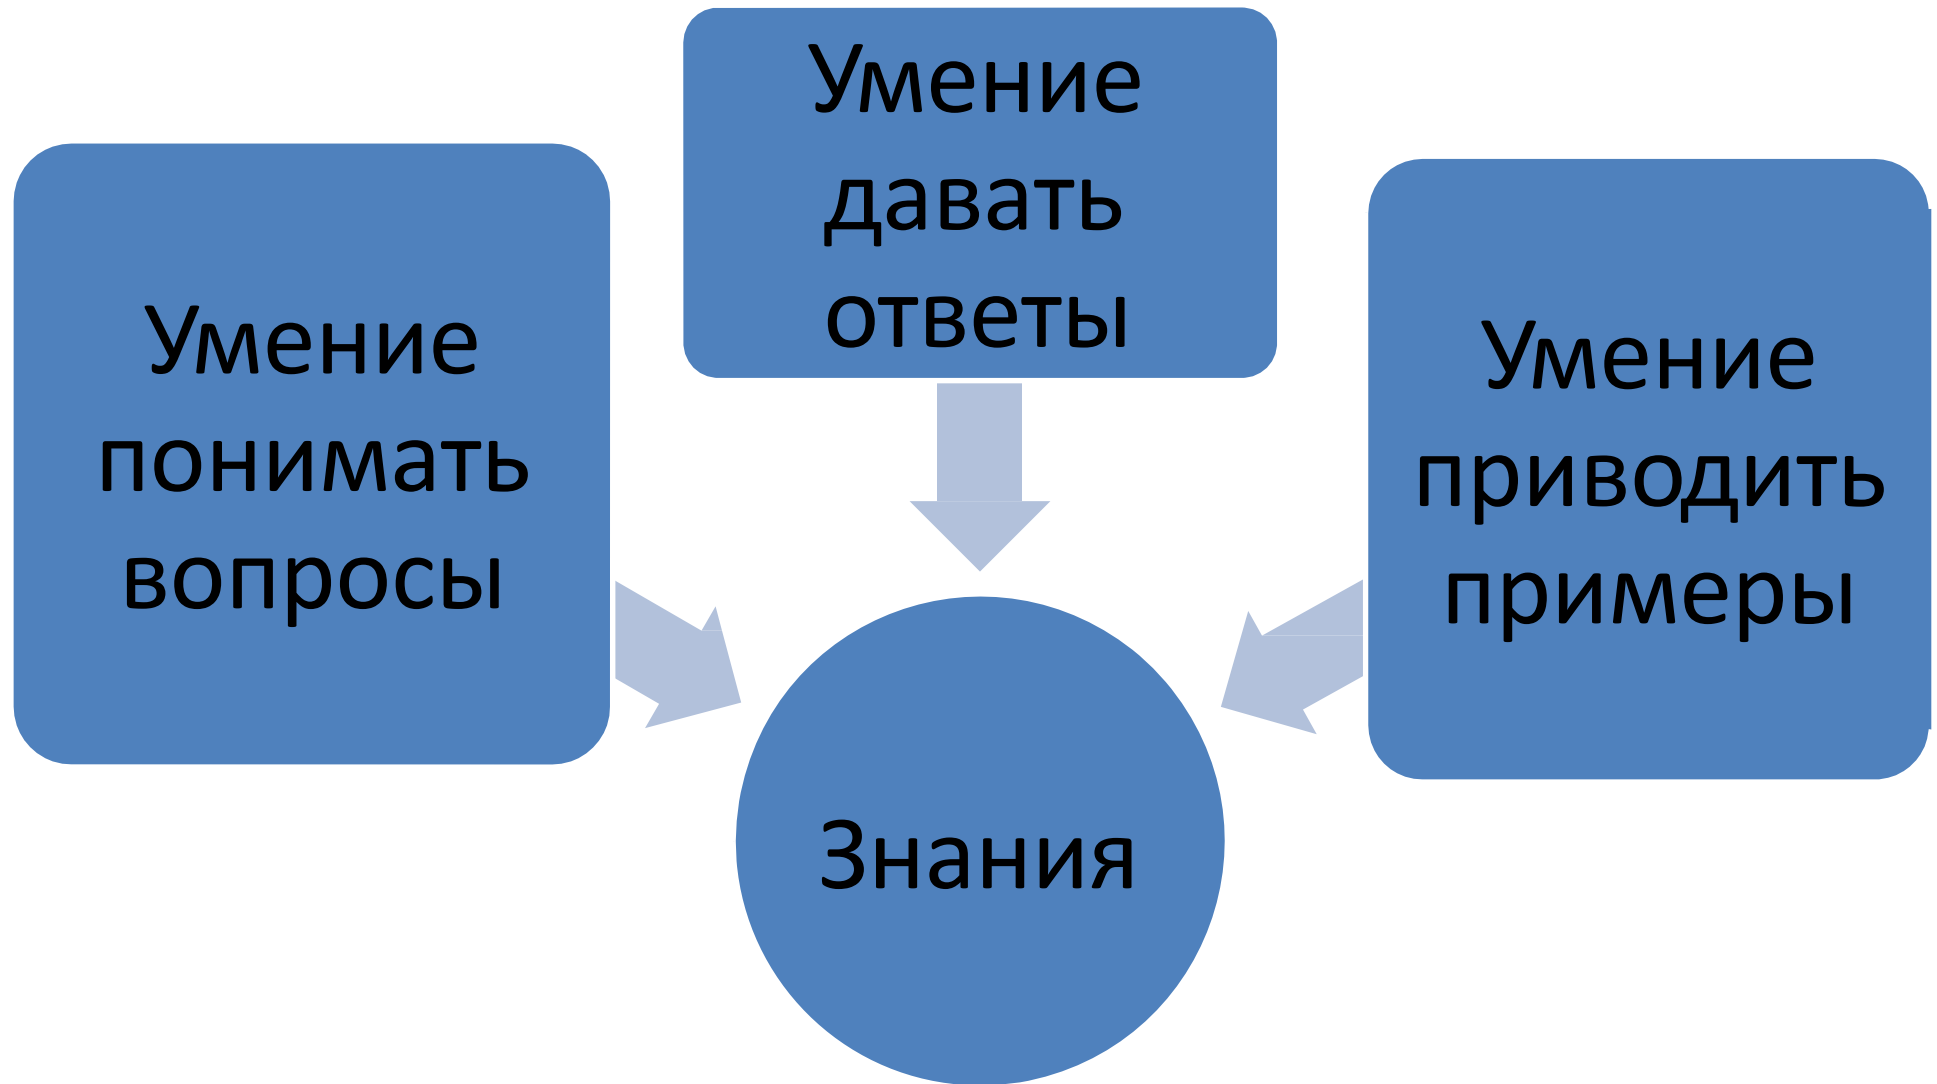 Умение
понимать
вопросы
Умение
давать
ответы
Умение
приводить
примеры
Знания